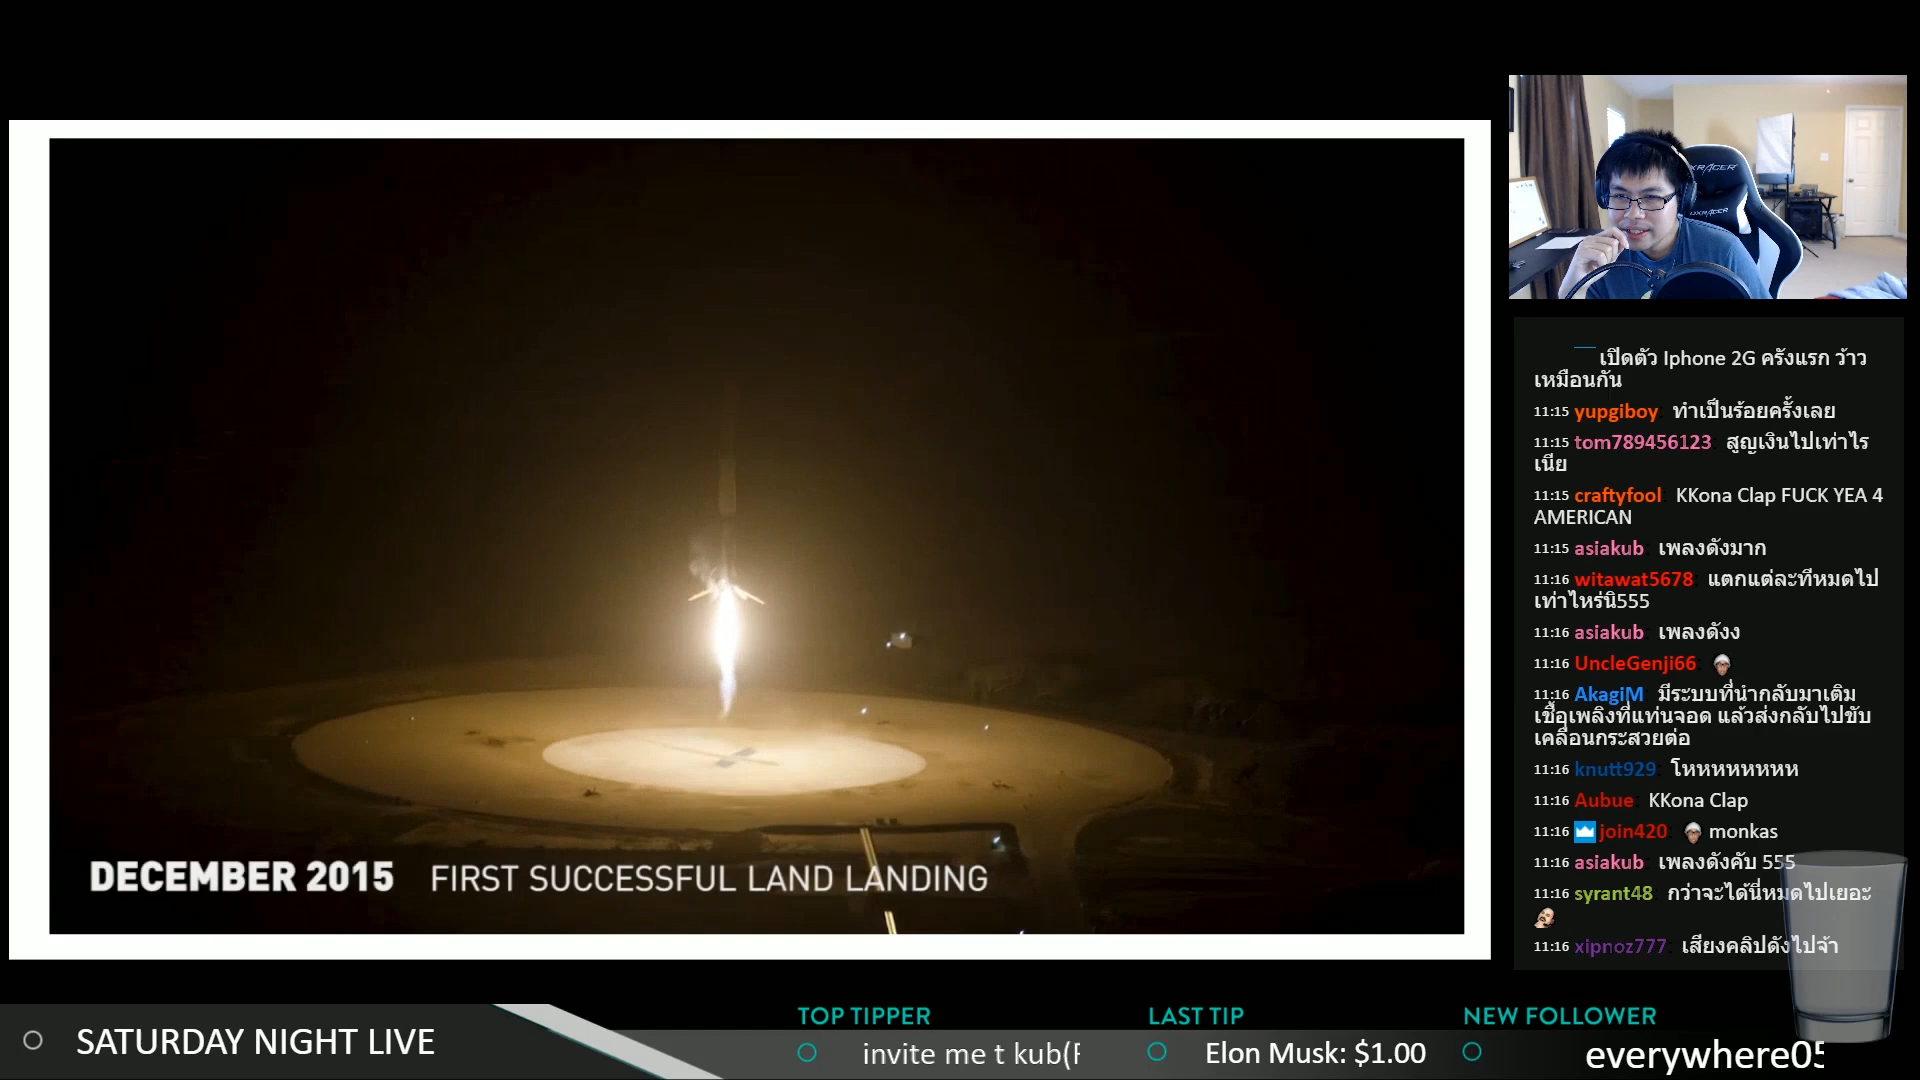 DXRACER
DXRACER
เปิดตัว Iphone 2G ครั้งแรก ว้าว
เหมือนกัน
11:15 yupgiboy: ทำเป็นร้อยครั้งเลย
11:15 tom789456123: สูญเงินไปเท่าไร
เนีย
11:15 craftyfool: KKona Clap FUCK YEA 4
AMERICAN
11:15 asiakub: เพลงดังมาก
11:16 witawat5678: แตกแต่ละทีหมดไป
เท่าไหร่นิ555
11:16 asiakub: เพลงดังง
11:16 UncleGenji66:
11:16 AkagiM: มีระบบที่นำกลับมาเติม
เชื้อเพลิงที่แท่นจอด แล้วส่งกลับไปขับ
เคลื่อนกระสวยต่อ
11:16 knutt929: โหหหหหหหห
11:16 Aubue: KKona Clap
11:16 join420: monkas
11:16 asiakub: เพลงดังคับ 555
11:16 syrant48: กว่าจะได้นี่หมดไปเยอะ
11:16 xipnoz777: เสียงคลิปดังไปจ้า
DECEMBER 2015 FIRST SUCCESSFUL LAND LANDING
SATURDAY NIGHT LIVE
TOP TIPPER
invite me t kub(F
LAST TIP
Elon Musk: $1.00
NEW FOLLOWER
everywhere05